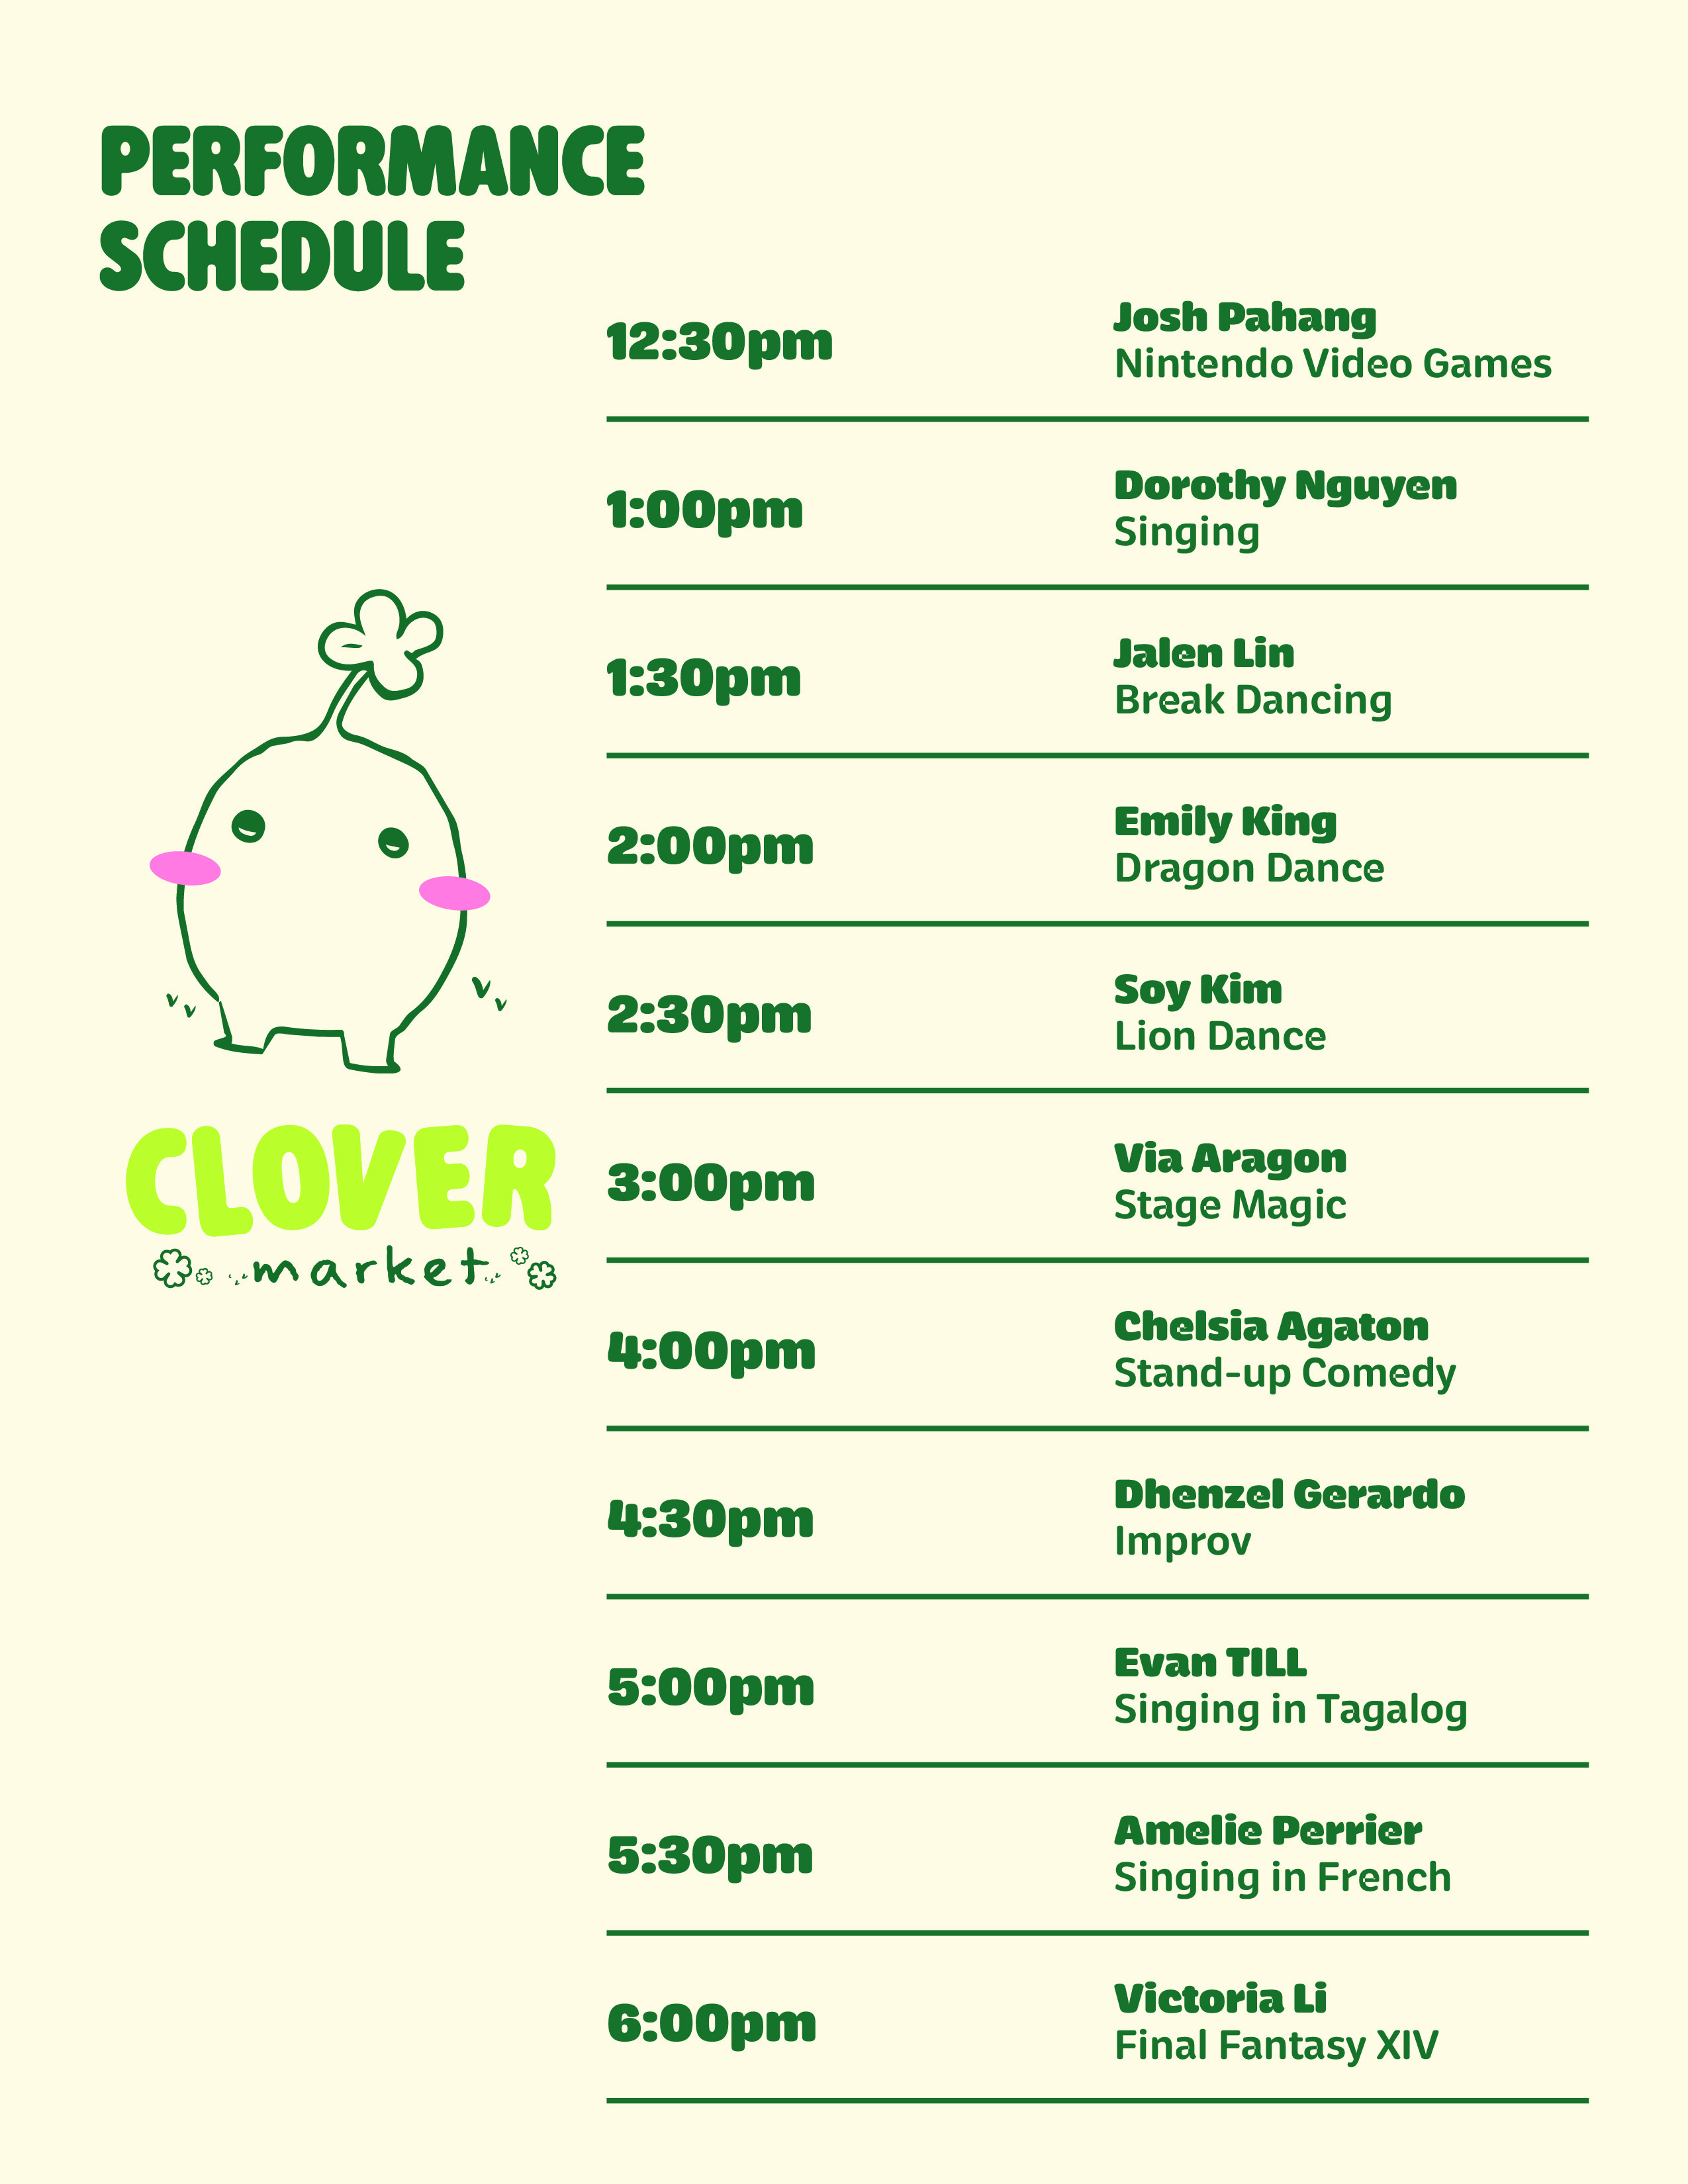 PERFORMANCE
SCHEDULE
12:30pm
Josh Pahang
Nintendo Video Games
1:00pm
Dorothy Nguyen
Singing
1:30pm
Jalen Lin
Break Dancing
2:00pm
Emily King
Dragon Dance
2:30pm
Soy Kim
Lion Dance
CLOVER
market
3:00pm
Via Aragon
Stage Magic
4:00pm
Chelsia Agaton
Stand-up Comedy
4:30pm
Dhenzel Gerardo
Improv
5:00pm
Evan TILL
Singing in Tagalog
5:30pm
Amelie Perrier
Singing in French
6:00pm
Victoria Li
Final Fantasy XIV